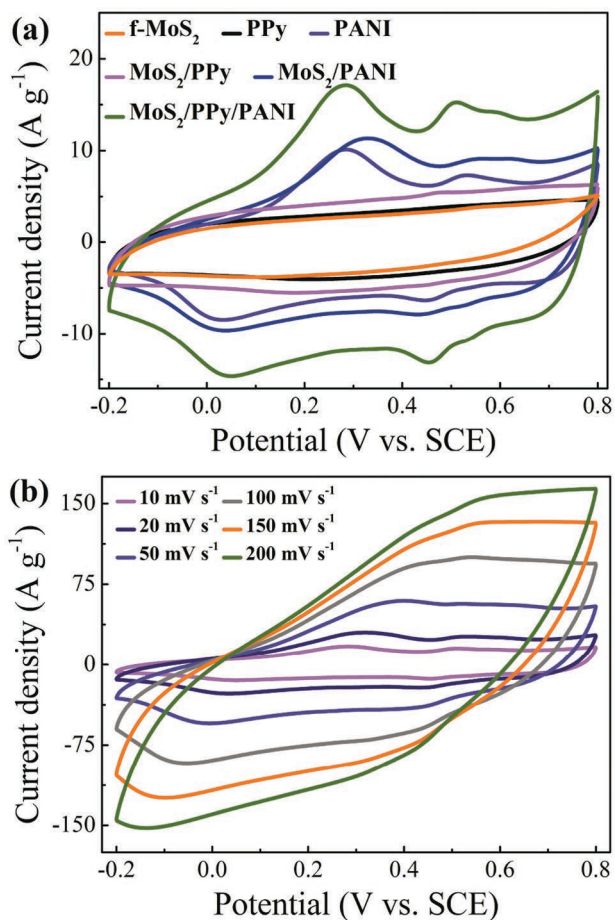 (a)
f-MoS₂ PPy PANI
MoS₂/PPy MoS₂/PANI
MoS₂/PPy/PANI
20
10
0
-10
Current density (A g⁻¹)
-0.2 0.0 0.2 0.4 0.6 0.8
Potential (V vs. SCE)
(b)
10 mV s⁻¹ 100 mV s⁻¹
20 mV s⁻¹ 150 mV s⁻¹
50 mV s⁻¹ 200 mV s⁻¹
150
75
0
-75
-150
Current density (A g⁻¹)
-0.2 0.0 0.2 0.4 0.6 0.8
Potential (V vs. SCE)